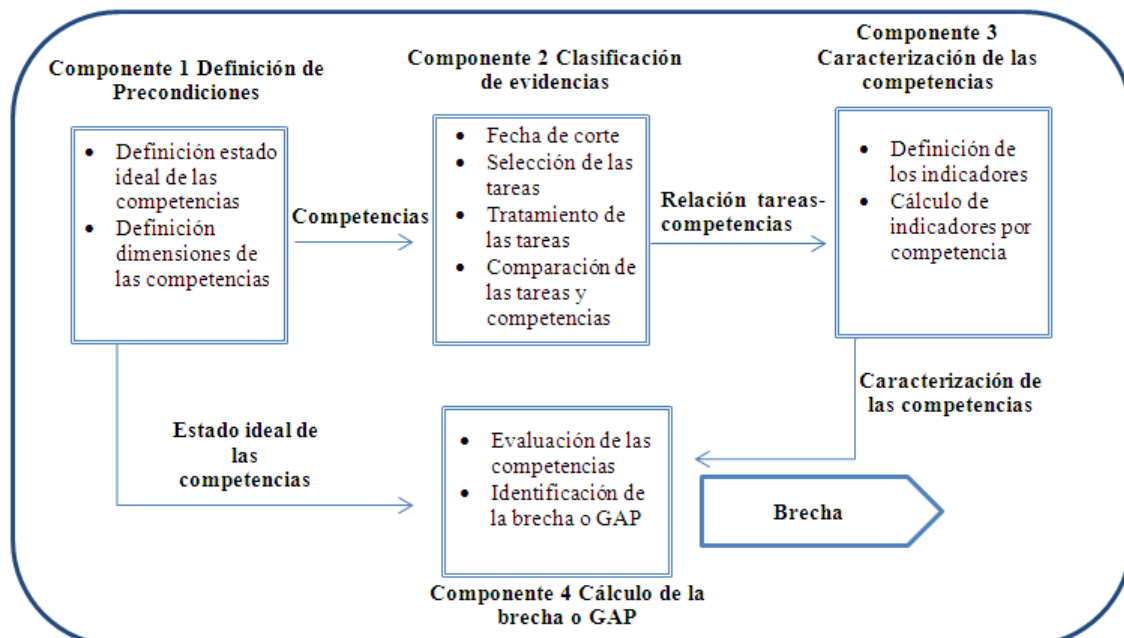 Componente 1 Definición de
Precondiciones
• Definición estado
ideal de las
competencias
• Definición
dimensiones de
las competencias
Competencias
Componente 2 Clasificación
de evidencias
• Fecha de corte
• Selección de las
tareas
• Tratamiento de
las tareas
• Comparación de
las tareas y
competencias
Relación tareas-
competencias
Componente 3
Caracterización de las
competencias
• Definición de
los indicadores
• Cálculo de
indicadores por
competencia
Caracterización de
las competencias
Estado ideal de
las
competencias
• Evaluación de las
competencias
• Identificación de
la brecha o GAP
Componente 4 Cálculo de la
brecha o GAP
Brecha